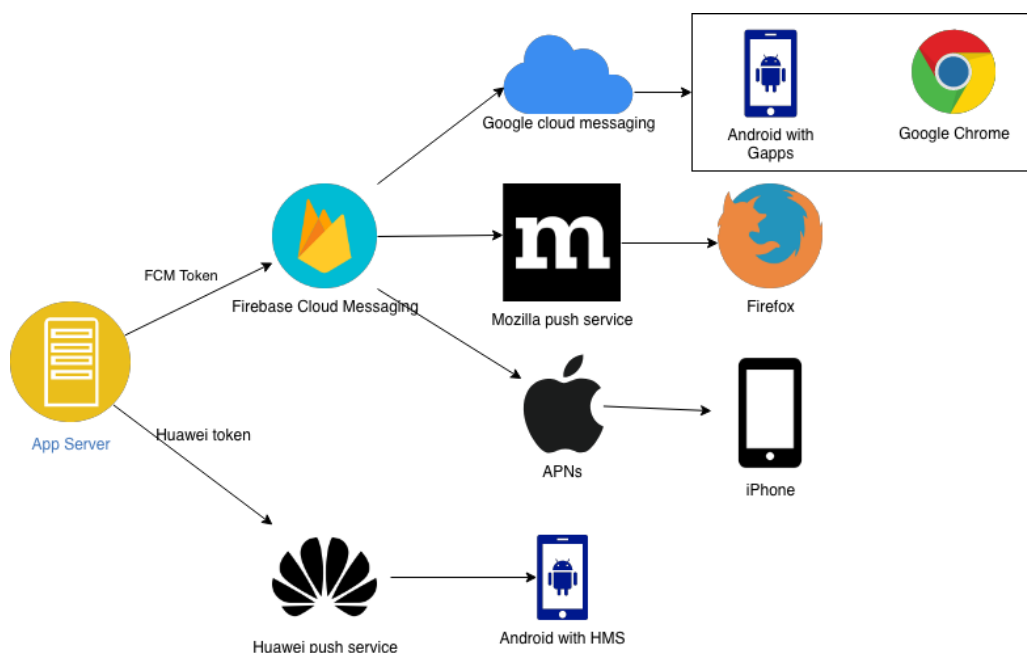 Google cloud messaging
Android with
Gapps
Google Chrome
m
FCM Token
Firebase Cloud Messaging
Mozilla push service
Firefox
App Server
Huawei token
APNs
iPhone
Huawei push service
Android with HMS